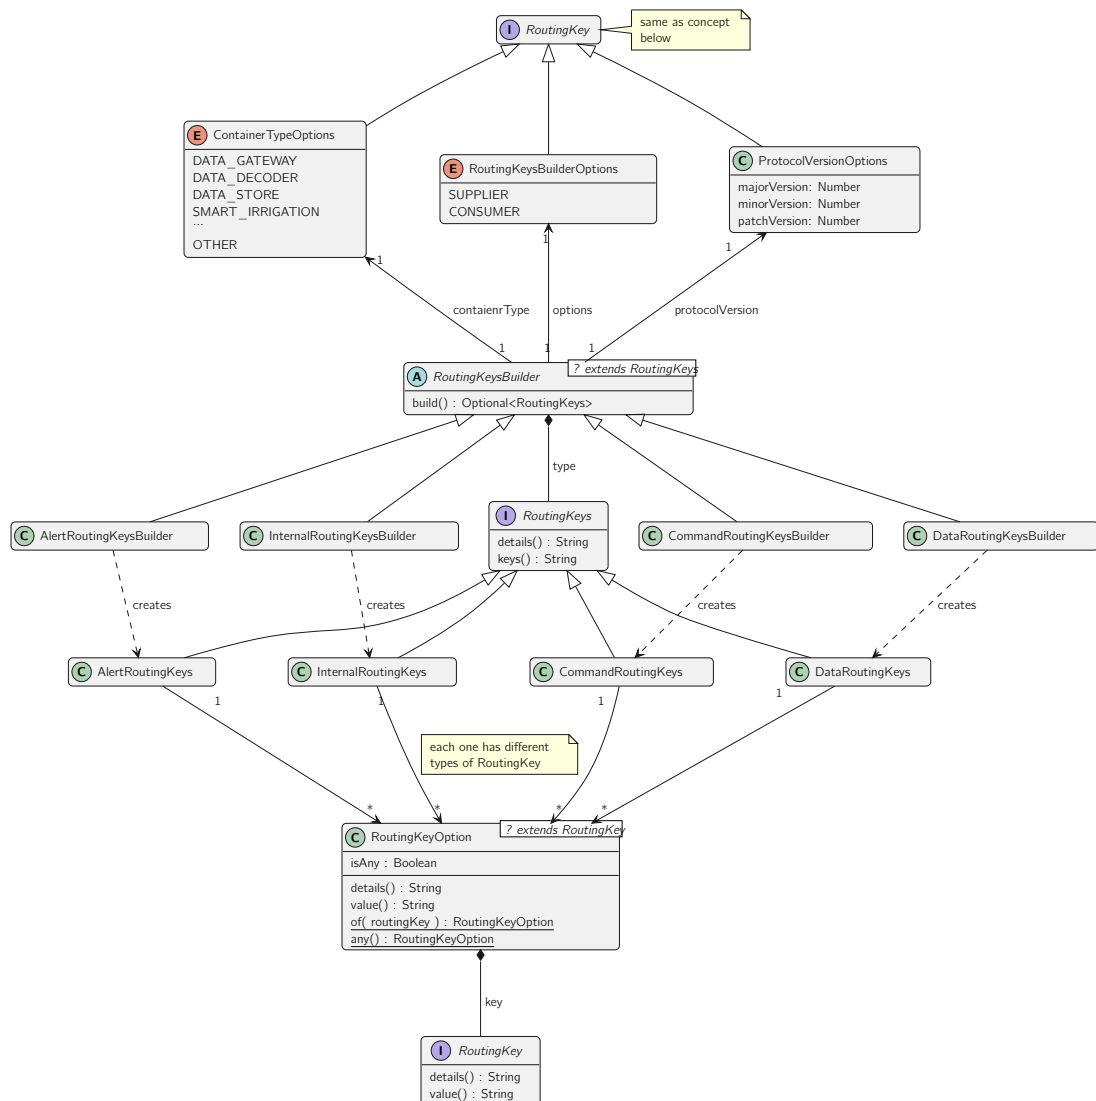 I RoutingKey
same as concept
below
E ContainerTypeOptions
DATA_GATEWAY
DATA_DECODER
DATA_STORE
SMART_IRRIGATION
...
OTHER
E RoutingKeysBuilderOptions
SUPPLIER
CONSUMER
C ProtocolVersionOptions
majorVersion: Number
minorVersion: Number
patchVersion: Number
1
1
1
contaienrType
options
protocolVersion
1
1
1
A RoutingKeysBuilder
? extends RoutingKeys
build() : Optional<RoutingKeys>
type
C AlertRoutingKeysBuilder
C InternalRoutingKeysBuilder
I RoutingKeys
details() : String
keys() : String
C CommandRoutingKeysBuilder
C DataRoutingKeysBuilder
creates
creates
creates
creates
C AlertRoutingKeys
C InternalRoutingKeys
C CommandRoutingKeys
C DataRoutingKeys
1
1
1
1
each one has different
types of RoutingKey
*
*
*
*
C RoutingKeyOption
? extends RoutingKey
isAny : Boolean
details() : String
value() : String
of( routingKey ) : RoutingKeyOption
any() : RoutingKeyOption
key
I RoutingKey
details() : String
value() : String